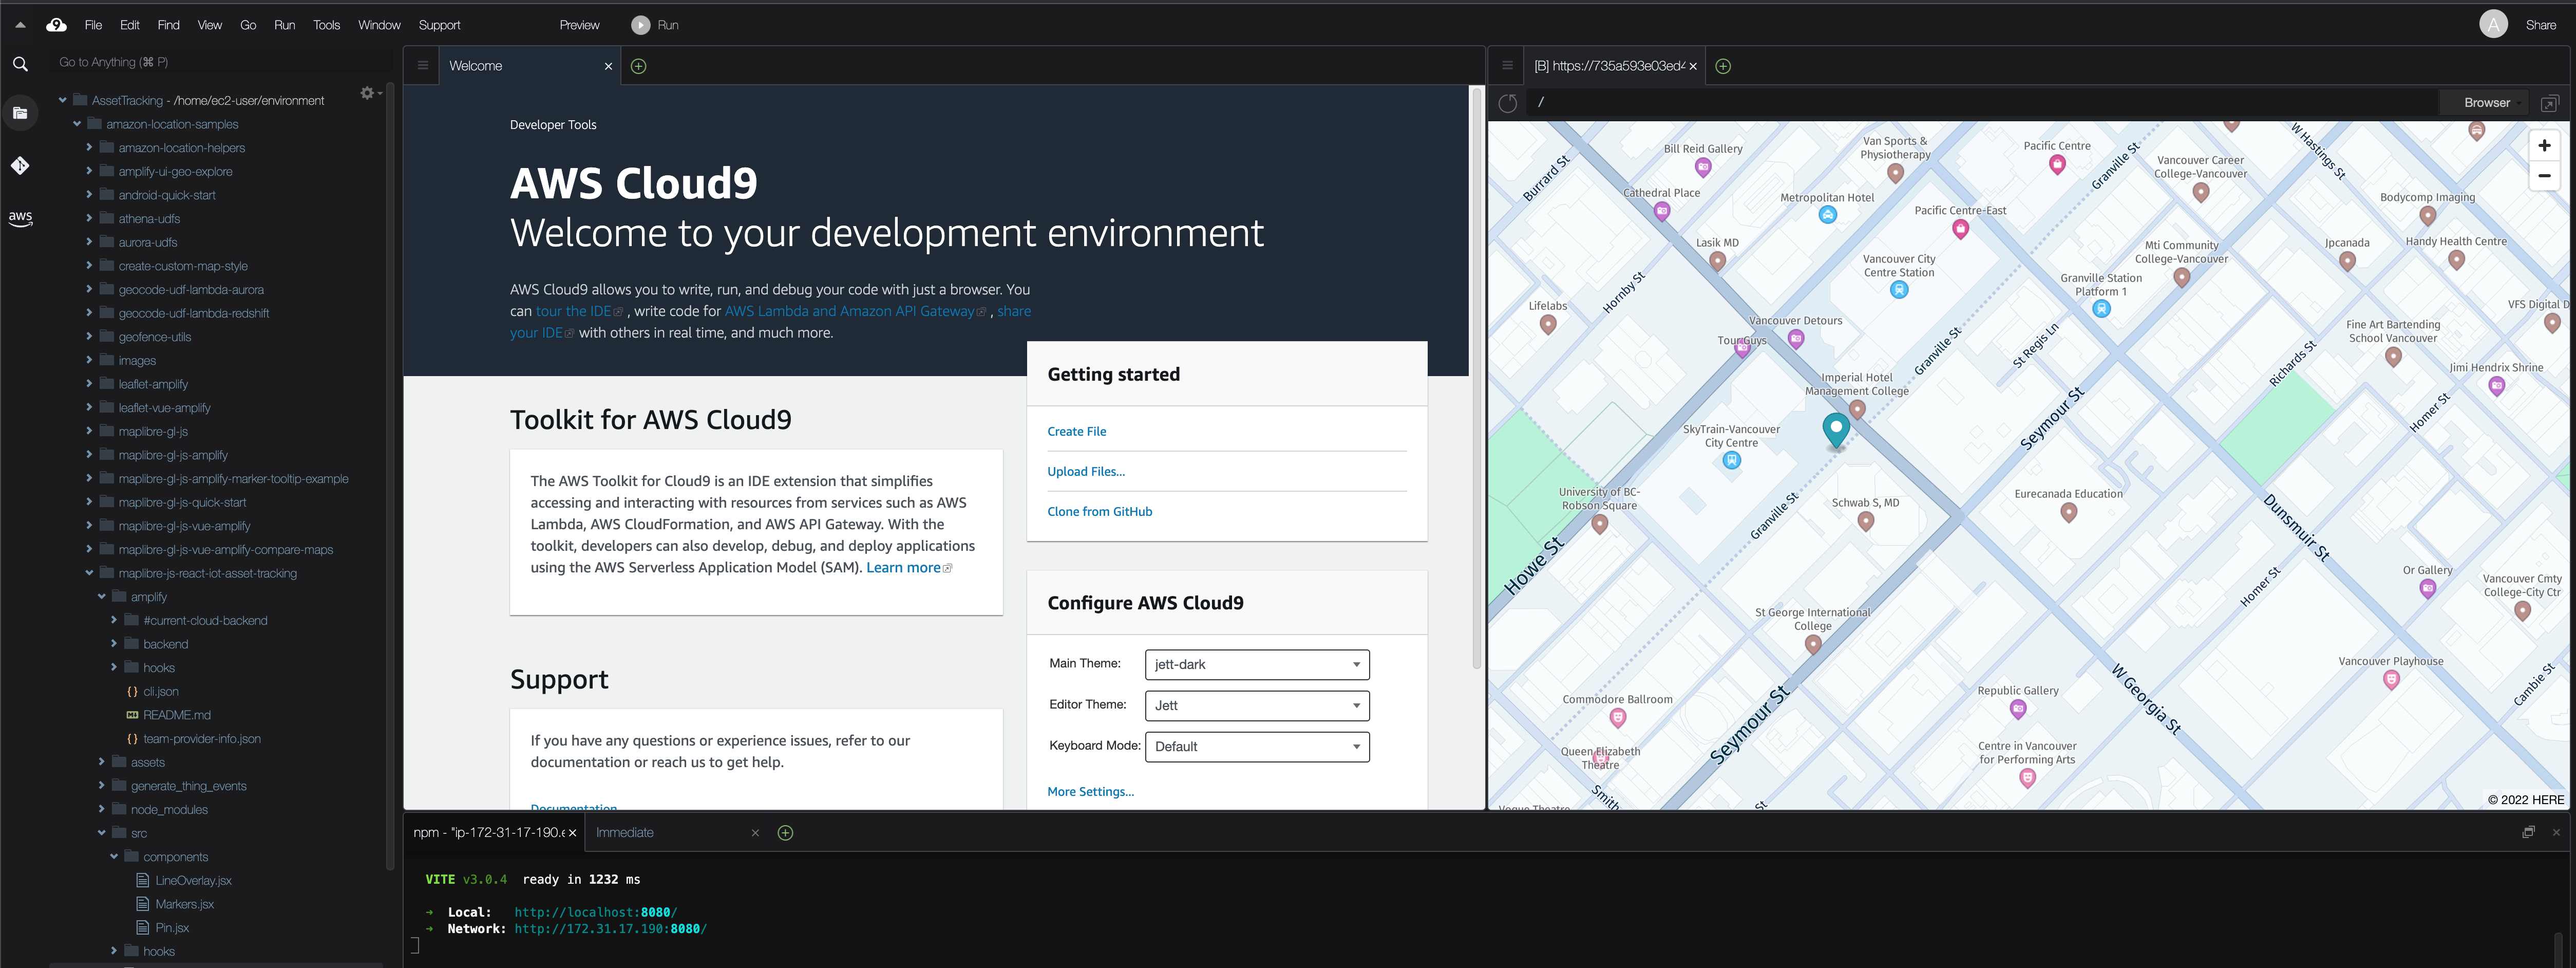 File Edit Find View Go Run Tools Window Support Preview Run A Share
Go to Anything (⌘ P)
AssetTracking - /home/ec2-user/environment
amazon-location-samples
amazon-location-helpers
amplify-ui-geo-explore
android-quick-start
athena-udfs
aurora-udfs
create-custom-map-style
geocode-udf-lambda-aurora
geocode-udf-lambda-redshift
geofence-utils
images
leaflet-amplify
leaflet-vue-amplify
maplibre-gl-js
maplibre-gl-js-amplify
maplibre-gl-js-amplify-marker-tooltip-example
maplibre-gl-js-quick-start
maplibre-gl-js-vue-amplify
maplibre-gl-js-vue-amplify-compare-maps
maplibre-js-react-iot-asset-tracking
amplify
#current-cloud-backend
backend
hooks
{} cli.json
README.md
{} team-provider-info.json
assets
generate_thing_events
node_modules
src
components
LineOverlay.jsx
Markers.jsx
Pin.jsx
hooks
aws
Welcome
Developer Tools
AWS Cloud9
Welcome to your development environment
AWS Cloud9 allows you to write, run, and debug your code with just a browser. You
can tour the IDE , write code for AWS Lambda and Amazon API Gateway , share
your IDE with others in real time, and much more.
Toolkit for AWS Cloud9
The AWS Toolkit for Cloud9 is an IDE extension that simplifies
accessing and interacting with resources from services such as AWS
Lambda, AWS CloudFormation, and AWS API Gateway. With the
toolkit, developers can also develop, debug, and deploy applications
using the AWS Serverless Application Model (SAM). Learn more
Support
If you have any questions or experience issues, refer to our
documentation or reach us to get help.
Documentation
Getting started
Create File
Upload Files...
Clone from GitHub
Configure AWS Cloud9
Main Theme: jett-dark
Editor Theme: Jett
Keyboard Mode: Default
More Settings...
[B] https://735a593e03ed4
/
Browser
Burrard St
Bill Reid Gallery
Cathedral Place
Van Sports &
Physiotherapy
Metropolitan Hotel
Pacific Centre
Pacific Centre-East
Granville St
Vancouver Career
College-Vancouver
W Hastings St
Bodycomp Imaging
Jpcanada
Handy Health Centre
Lasik MD
Hornby St
Vancouver City
Centre Station
Mti Community
College-Vancouver
Granville Station
Platform 1
VFS Digital D
Lifelabs
Vancouver Detours
Tour Guys
Granville St
St Regis Ln
Fine Art Bartending
School Vancouver
Richards St
Jimi Hendrix Shrine
Imperial Hotel
Management College
Seymour St
Homer St
SkyTrain-Vancouver
City Centre
University of BC-
Robson Square
Granville St
Schwab S, MD
Eurecanada Education
Dunsmuir St
Howe St
Homer St
Or Gallery
Vancouver Cmty
College-City Ctr
St George International
College
Vancouver Playhouse
Cambie St
Commodore Ballroom
Seymour St
Republic Gallery
W Georgia St
Queen Elizabeth
Theatre
Centre in Vancouver
for Performing Arts
Smith
Vogue Theatre
St
© 2022 HERE
npm - "ip-172-31-17-190.e
Immediate
VITE v3.0.4 ready in 1232 ms
➜ Local: http://localhost:8080/
➜ Network: http://172.31.17.190:8080/